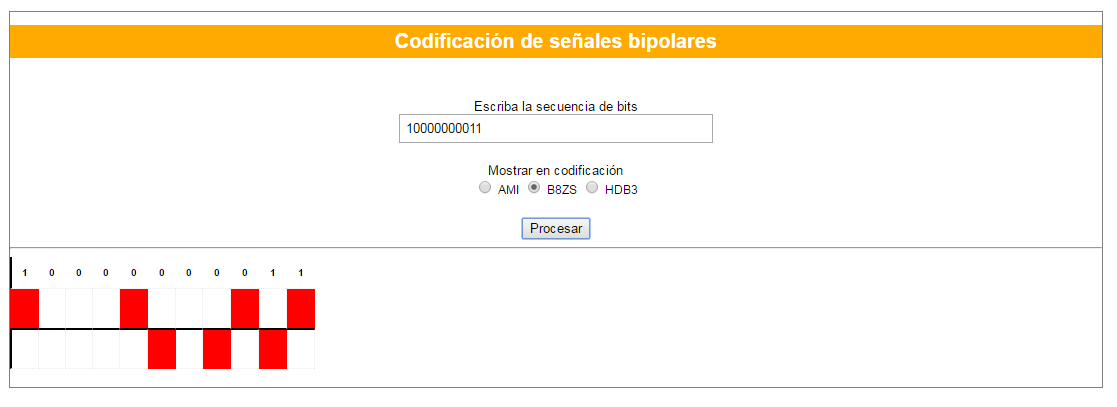 Codificación de señales bipolares
Escriba la secuencia de bits
10000000011
Mostrar en codificación
AMI B8ZS HDB3
Procesar
1 0 0 0 0 0 0 0 0 1 1